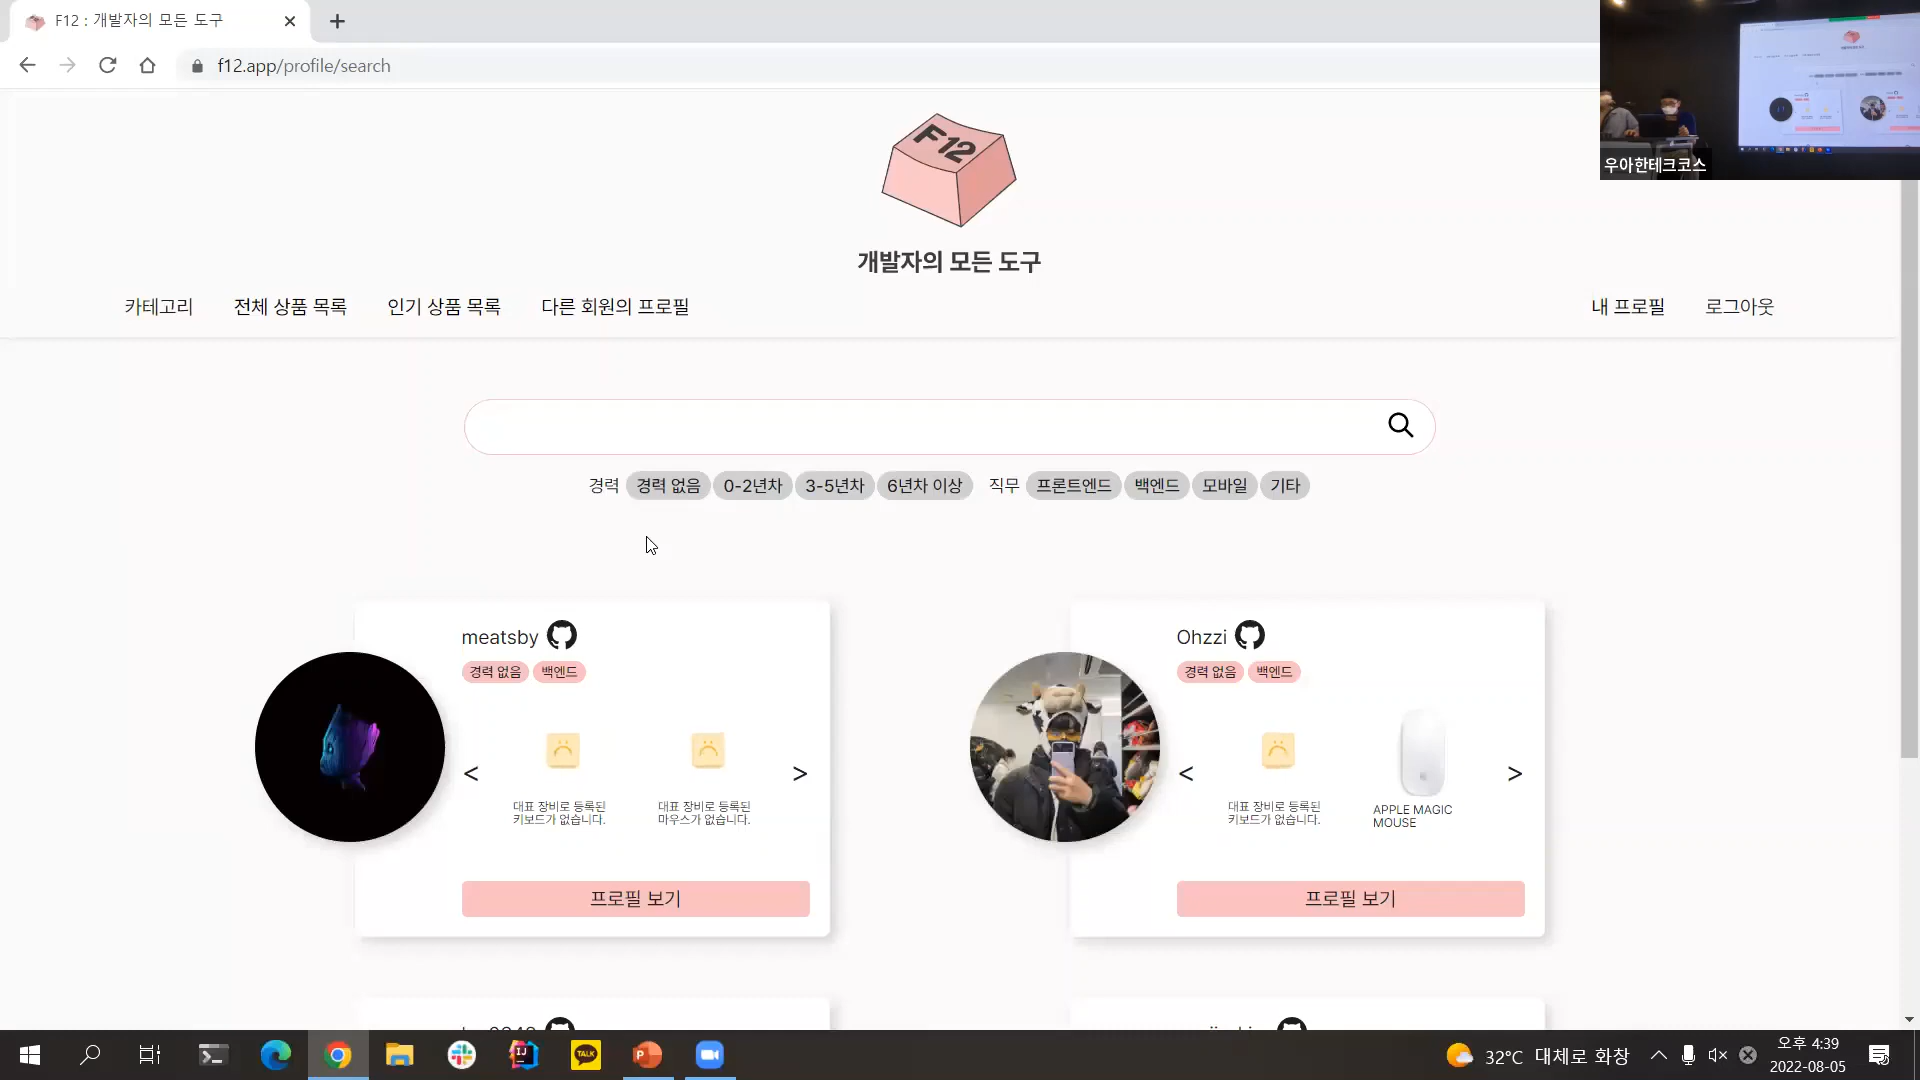 F12 : 개발자의 모든 도구
f12.app/profile/search
우아한테크코스
F12
개발자의 모든 도구
카테고리 전체 상품 목록 인기 상품 목록 다른 회원의 프로필 내 프로필 로그아웃
경력 경력 없음 0-2년차 3-5년차 6년차 이상 직무 프론트엔드 백엔드 모바일 기타
meatsby
경력 없음 백엔드
대표 장비로 등록된
키보드가 없습니다.
대표 장비로 등록된
마우스가 없습니다.
프로필 보기
Ohzzi
경력 없음 백엔드
대표 장비로 등록된
키보드가 없습니다.
APPLE MAGIC
MOUSE
프로필 보기
IJ
TALK
P
32°C 대체로 화창
오후 4:39
2022-08-05